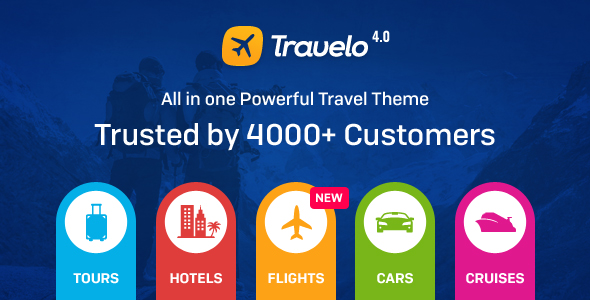 Travelo 4.0
All in one Powerful Travel Theme
Trusted by 4000+ Customers
NEW
TOURS
HOTELS
FLIGHTS
CARS
CRUISES